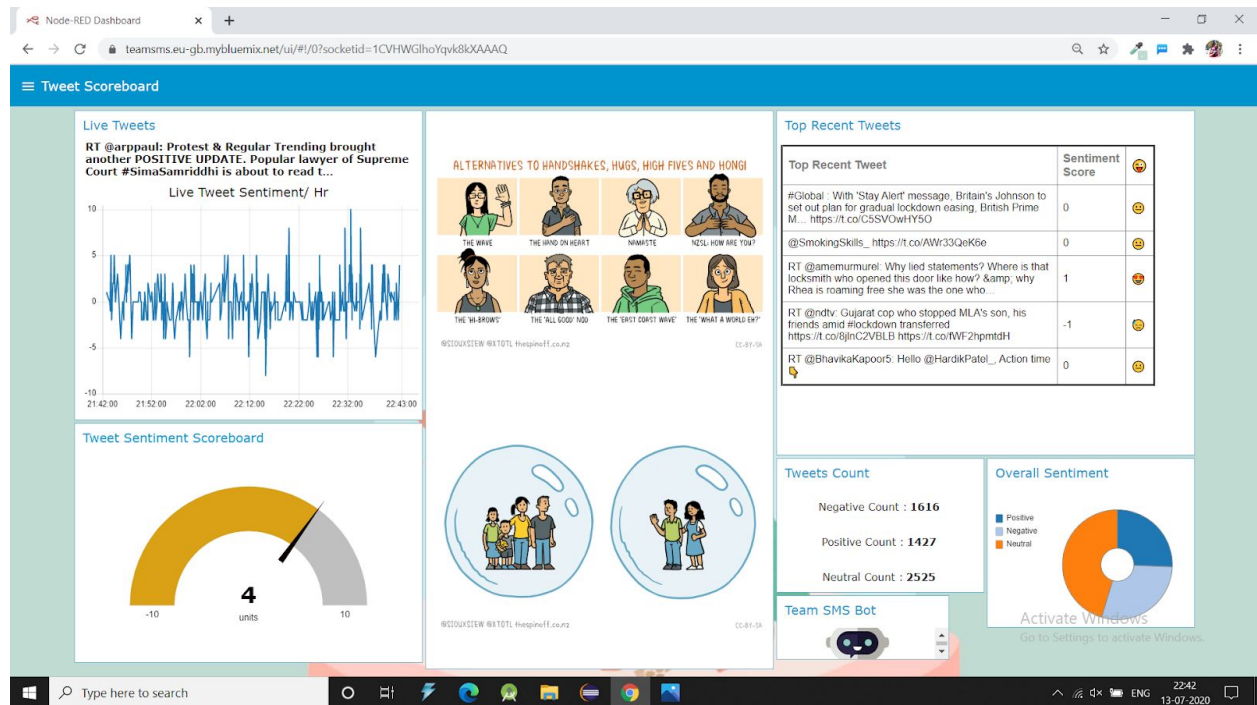 Node-RED Dashboard
teamsms.eu-gb.mybluemix.net/ui/#!/0?socketid=1CVHWGlhoYqvk8kXAAAQ
Tweet Scoreboard
Live Tweets
RT @arppaul: Protest & Regular Trending brought
another POSITIVE UPDATE. Popular lawyer of Supreme
Court #SimaSamriddhi is about to read t...
Live Tweet Sentiment/ Hr
10
5
0
-5
-10
21:42:00 21:52:00 22:02:00 22:12:00 22:22:00 22:32:00 22:43:00
Tweet Sentiment Scoreboard
4
units
-10
10
ALTERNATIVES TO HANDSHAKES, HUGS, HIGH FIVES AND HONGI
THE WAVE
THE HAND ON HEART
NAMASTE
NZSL: HOW ARE YOU?
THE 'HI-BROWS'
THE 'ALL GOOD' NOD
THE 'EAST COAST WAVE'
THE 'WHAT A WORLD EH?'
@SIOUXSIEW @XTOTL thespinoff.co.nz
CC-BY-SA
@SIOUXSIEW @XTOTL thespinoff.co.nz
CC-BY-SA
Top Recent Tweets
Top Recent Tweet
Sentiment
Score
#Global : With 'Stay Alert' message, Britain's Johnson to
set out plan for gradual lockdown easing, British Prime
M... https://t.co/C5SVOwHY5O
0
@SmokingSkills_ https://t.co/AWr33QeK6e
0
RT @amemurmurel: Why lied statements? Where is that
locksmith who opened this door like how? &amp; why
Rhea is roaming free she was the one who...
1
RT @ndtv: Gujarat cop who stopped MLA's son, his
friends amid #lockdown transferred
https://t.co/8jlnC2VBLB https://t.co/fWF2hpmtdH
-1
RT @BhavikaKapoor5: Hello @HardikPatel_, Action time
0
Tweets Count
Negative Count : 1616
Positive Count : 1427
Neutral Count : 2525
Overall Sentiment
Positive
Negative
Neutral
Team SMS Bot
Activate Windows
Go to Settings to activate Windows.
Type here to search
ENG
22:42
13-07-2020